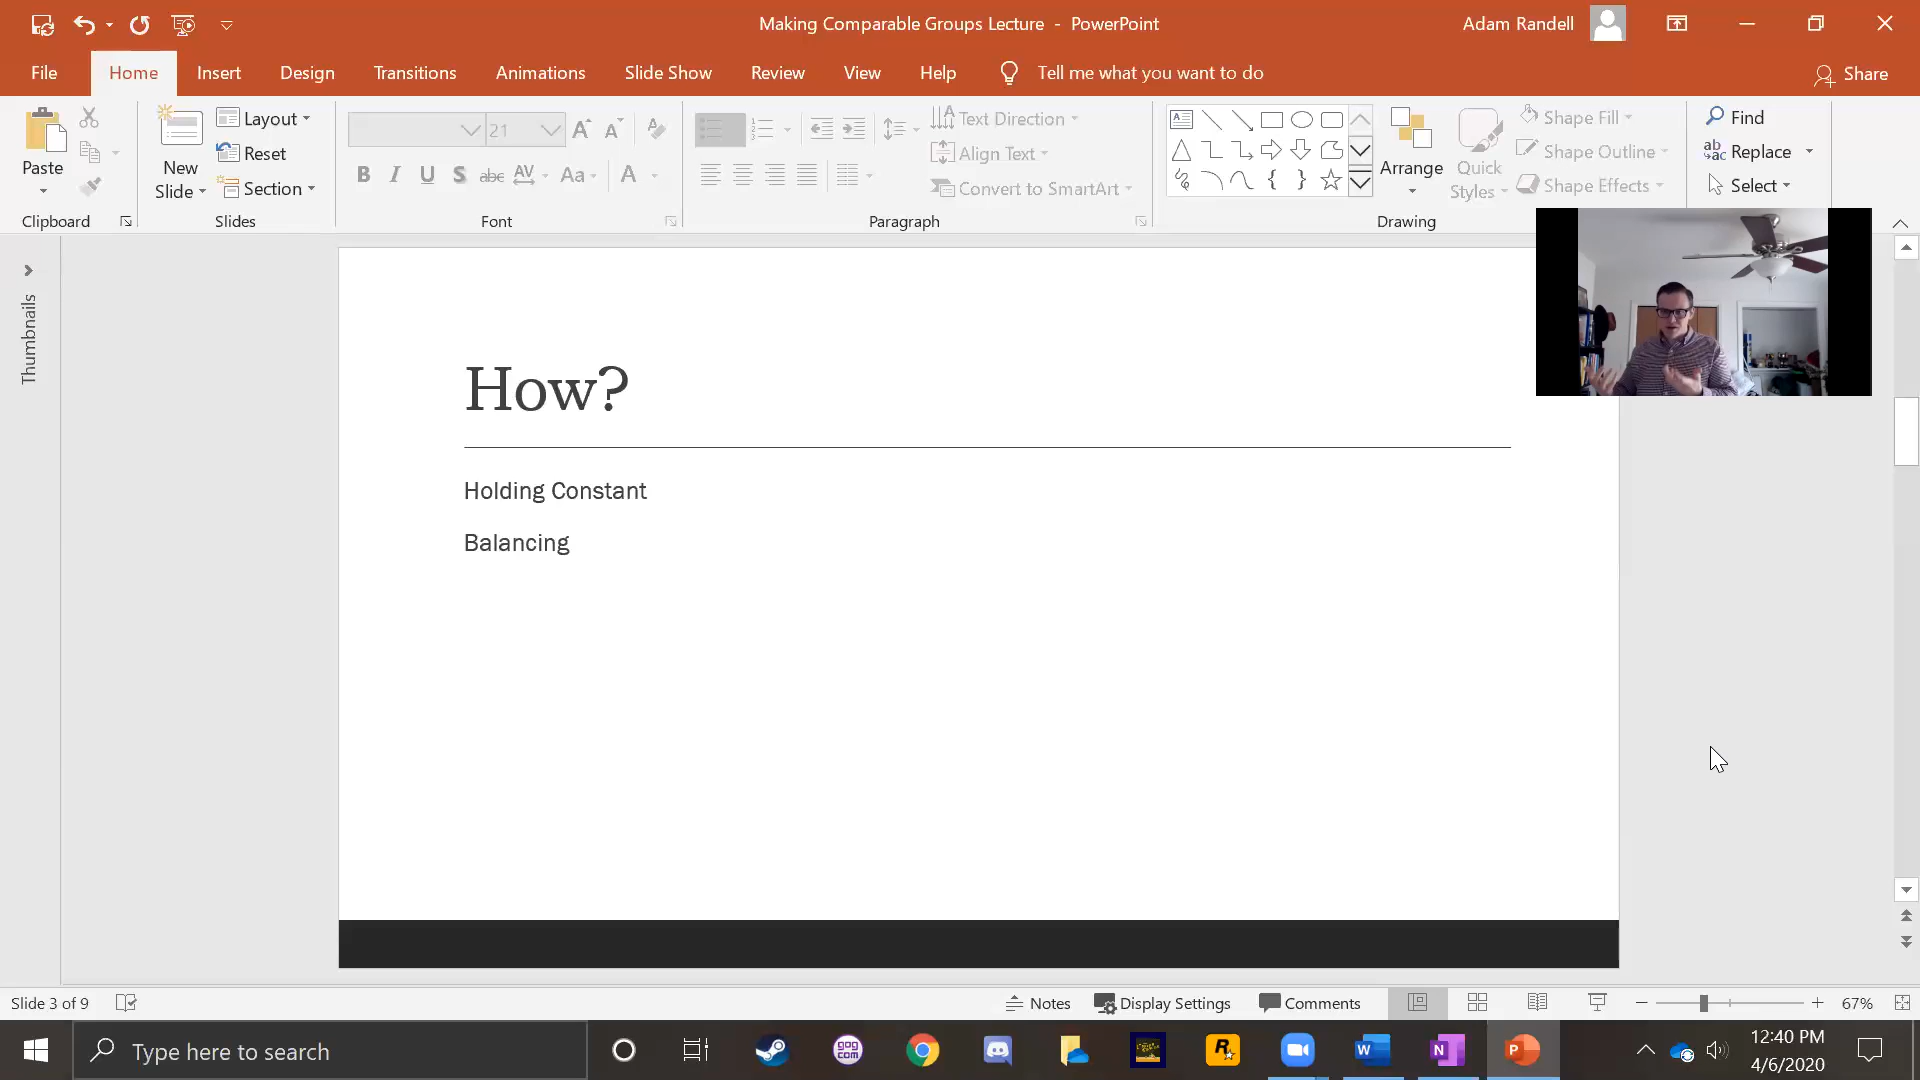 Making Comparable Groups Lecture - PowerPoint
Adam Randell
File
Home
Insert
Design
Transitions
Animations
Slide Show
Review
View
Help
Tell me what you want to do
Share
Paste
New
Slide
Layout
Reset
Section
21
B I U S abc AV Aa A
Text Direction
Align Text
Convert to SmartArt
Arrange
Quick
Styles
Shape Fill
Shape Outline
Shape Effects
Find
Replace
Select
Clipboard
Slides
Font
Paragraph
Drawing
Thumbnails
How?
Holding Constant
Balancing
Slide 3 of 9
Notes
Display Settings
Comments
67%
Type here to search
12:40 PM
4/6/2020